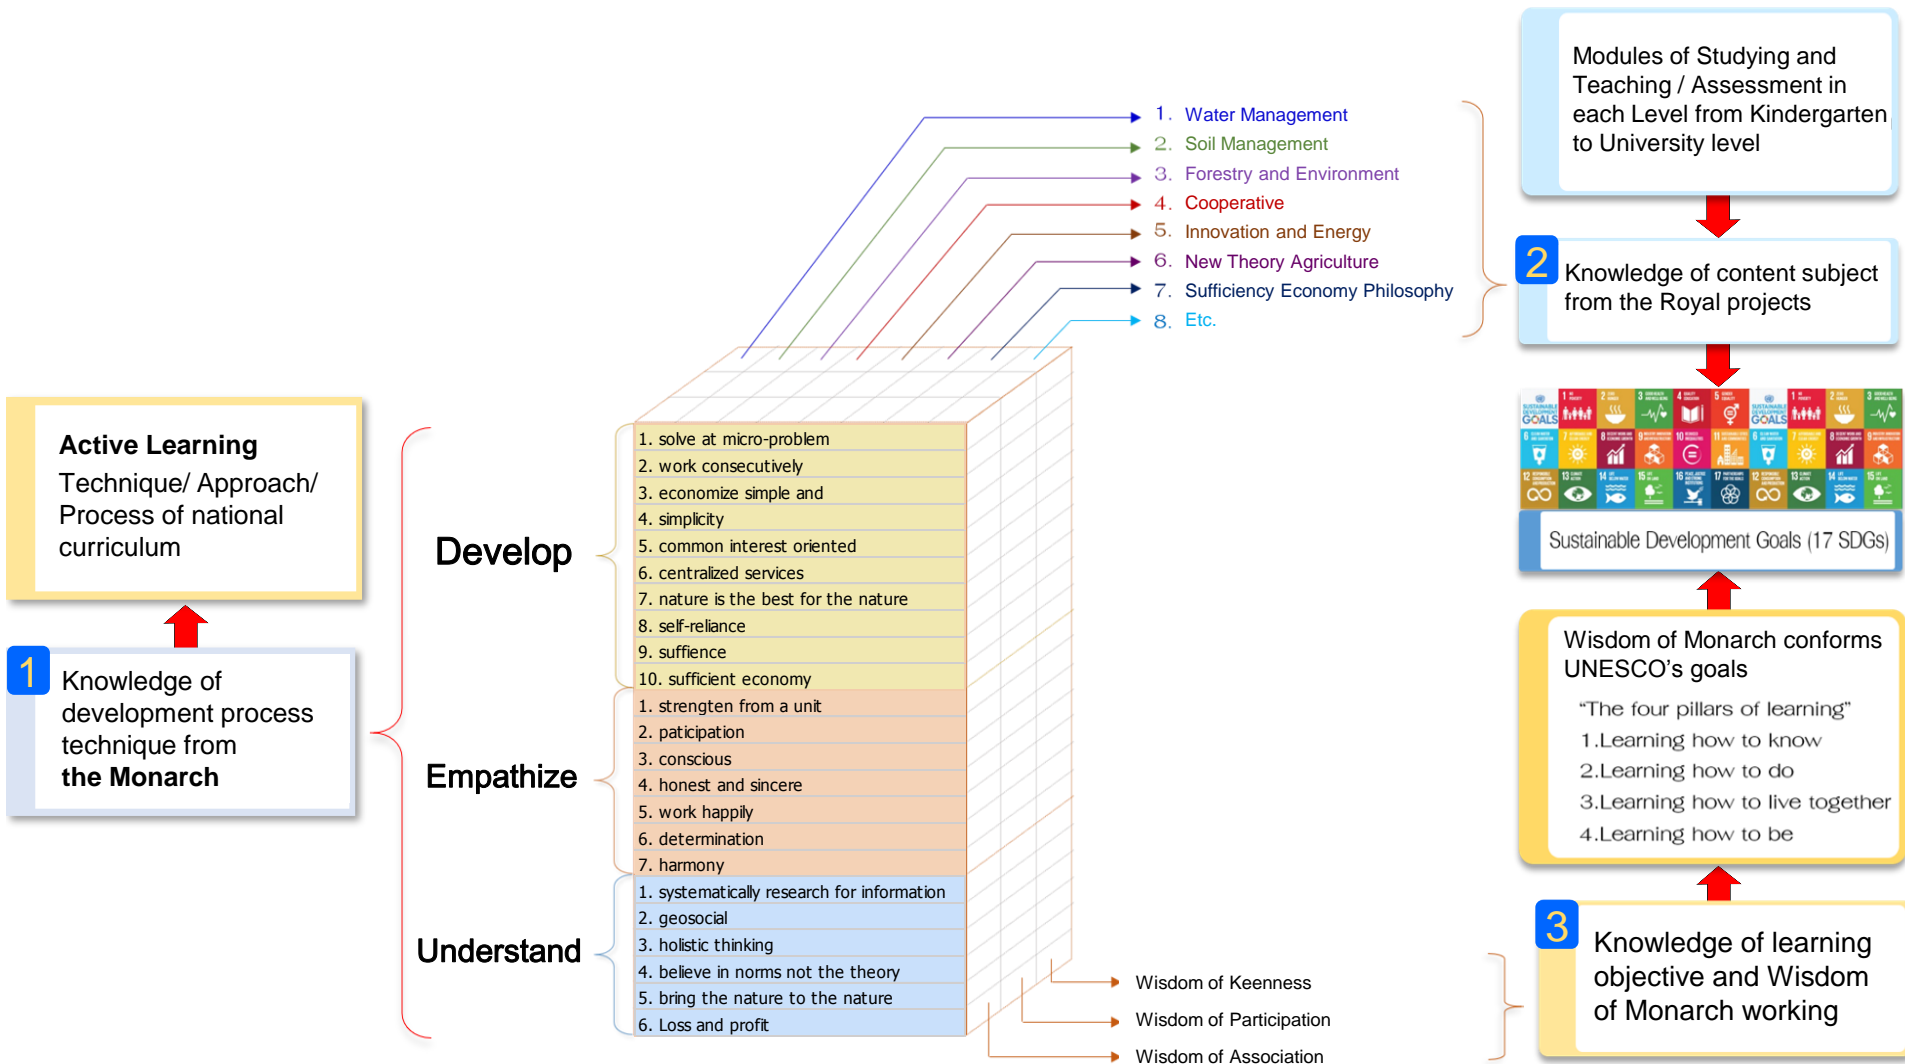 Modules of Studying and
Teaching / Assessment in
each Level from Kindergarten
to University level
1. Water Management
2. Soil Management
3. Forestry and Environment
4. Cooperative
5. Innovation and Energy
6. New Theory Agriculture
7. Sufficiency Economy Philosophy
8. Etc.
2
Knowledge of content subject
from the Royal projects
Active Learning
Technique/ Approach/
Process of national
curriculum
1
Knowledge of
development process
technique from
the Monarch
Develop
1. solve at micro-problem
2. work consecutively
3. economize simple and
4. simplicity
5. common interest oriented
6. centralized services
7. nature is the best for the nature
8. self-reliance
9. suffience
10. sufficient economy
Empathize
1. strengten from a unit
2. paticipation
3. conscious
4. honest and sincere
5. work happily
6. determination
7. harmony
Understand
1. systematically research for information
2. geosocial
3. holistic thinking
4. believe in norms not the theory
5. bring the nature to the nature
6. Loss and profit
Wisdom of Keenness
Wisdom of Participation
Wisdom of Association
SUSTAINABLE
DEVELOPMENT
GOALS
Sustainable Development Goals (17 SDGs)
Wisdom of Monarch conforms
UNESCO's goals
"The four pillars of learning"
1.Learning how to know
2.Learning how to do
3.Learning how to live together
4.Learning how to be
3
Knowledge of learning
objective and Wisdom
of Monarch working